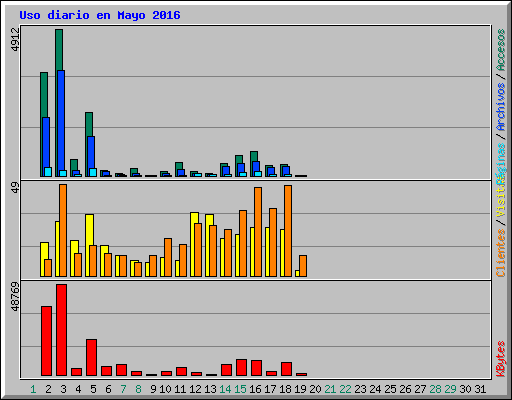 Uso diario en Mayo 2016
4912
49
48769
Páginas / Archivos / Accesos
Clientes / Visitas
KBytes
1 2 3 4 5 6 7 8 9 10 11 12 13 14 15 16 17 18 19 20 21 22 23 24 25 26 27 28 29 30 31